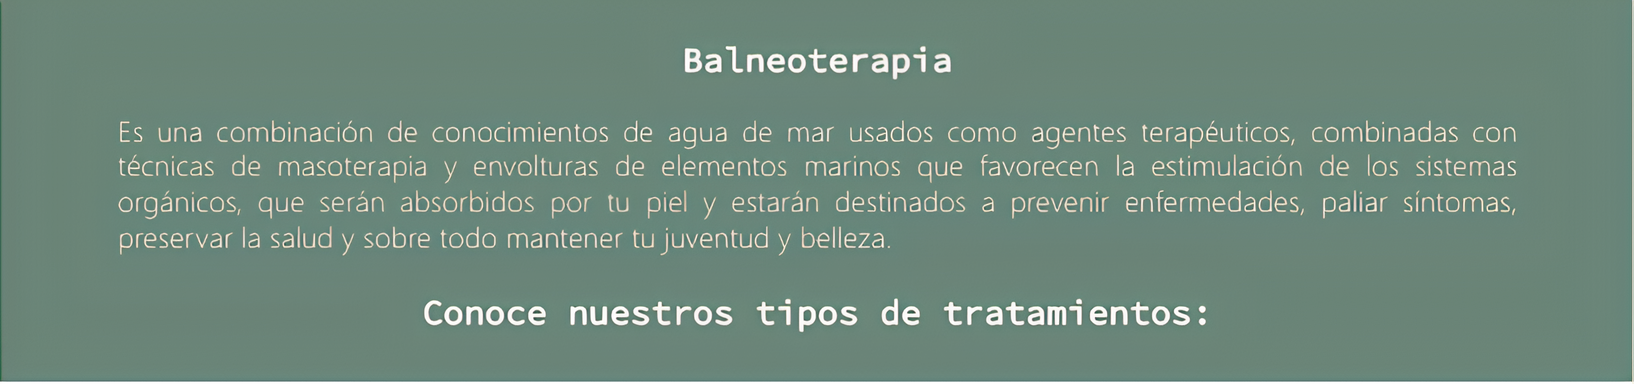 Balneoterapia
Es una combinación de conocimientos de agua de mar usados como agentes terapéuticos, combinadas con
técnicas de masoterapia y envolturas de elementos marinos que favorecen la estimulación de los sistemas
orgánicos, que serán absorbidos por tu piel y estarán destinados a prevenir enfermedades, paliar síntomas,
preservar la salud y sobre todo mantener tu juventud y belleza.
Conoce nuestros tipos de tratamientos: